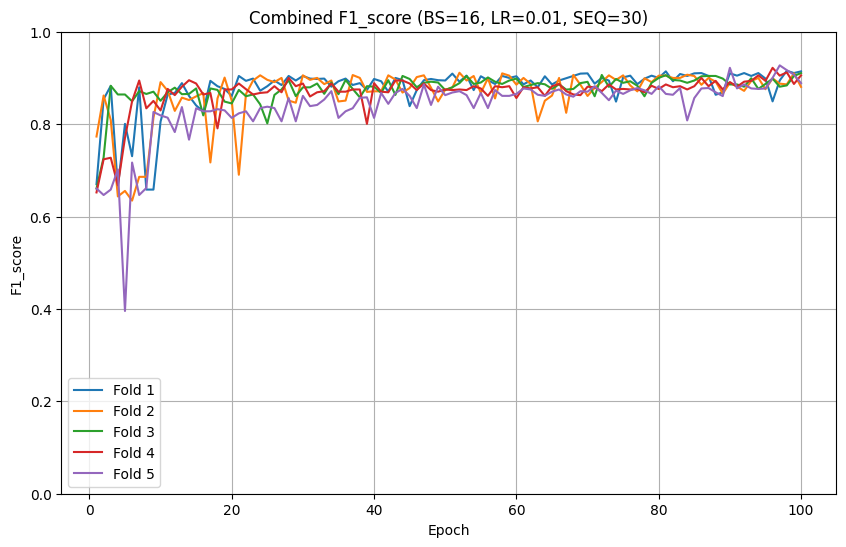 Combined F1_score (BS=16, LR=0.01, SEQ=30)
1.0
0.8
0.6
0.4
0.2
0.0
F1_score
Fold 1
Fold 2
Fold 3
Fold 4
Fold 5
0 20 40 60 80 100
Epoch